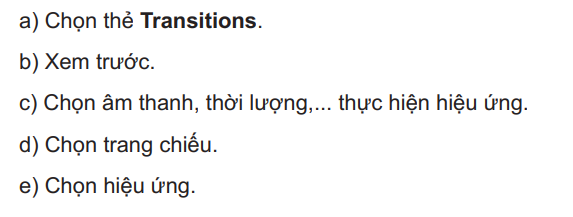 a) Chọn thẻ Transitions.
b) Xem trước.
c) Chọn âm thanh, thời lượng,... thực hiện hiệu ứng.
d) Chọn trang chiếu.
e) Chọn hiệu ứng.